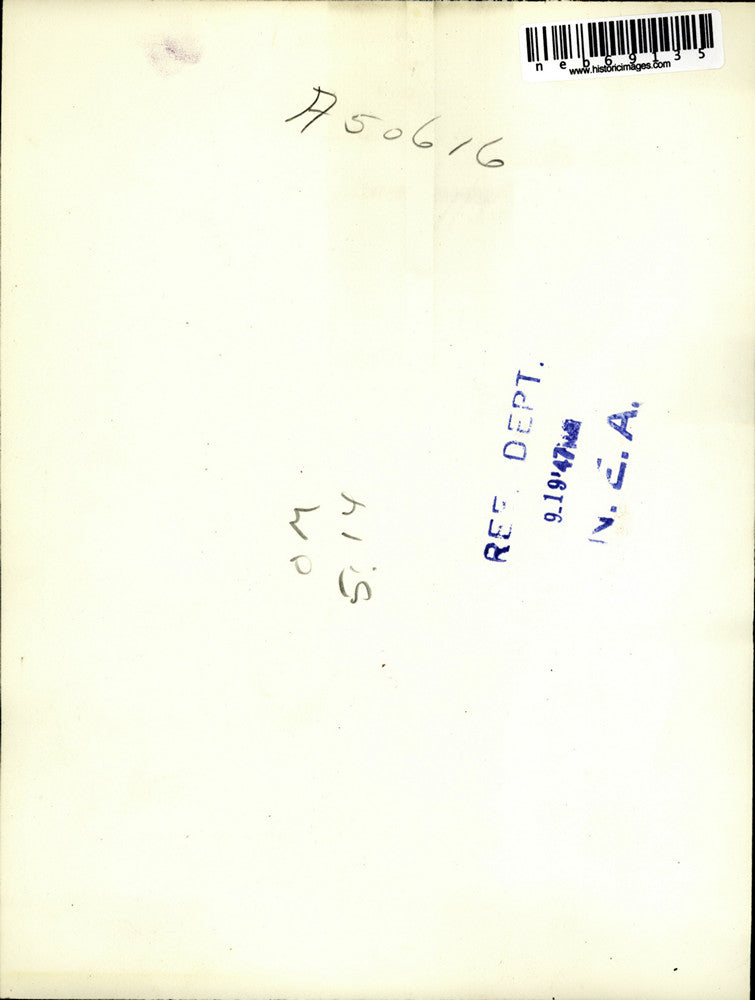 neb69135
www.historicimages.com
A50616
REF. DEPT.
9-19'47
N. E. A.